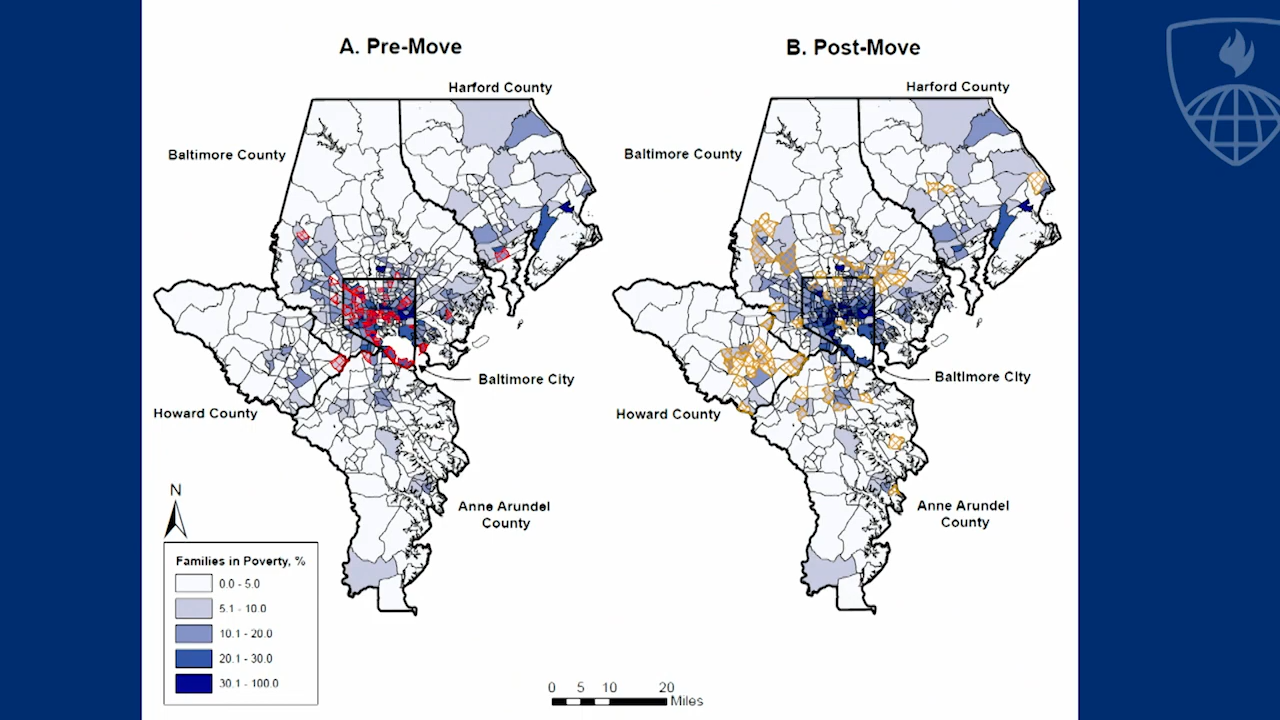 A. Pre-Move
Harford County
Baltimore County
Baltimore City
Howard County
N
Anne Arundel
County
Families in Poverty, %
0.0 - 5.0
5.1 - 10.0
10.1 - 20.0
20.1 - 30.0
30.1 - 100.0
B. Post-Move
Harford County
Baltimore County
Baltimore City
Howard County
Anne Arundel
County
0 5 10 20
Miles